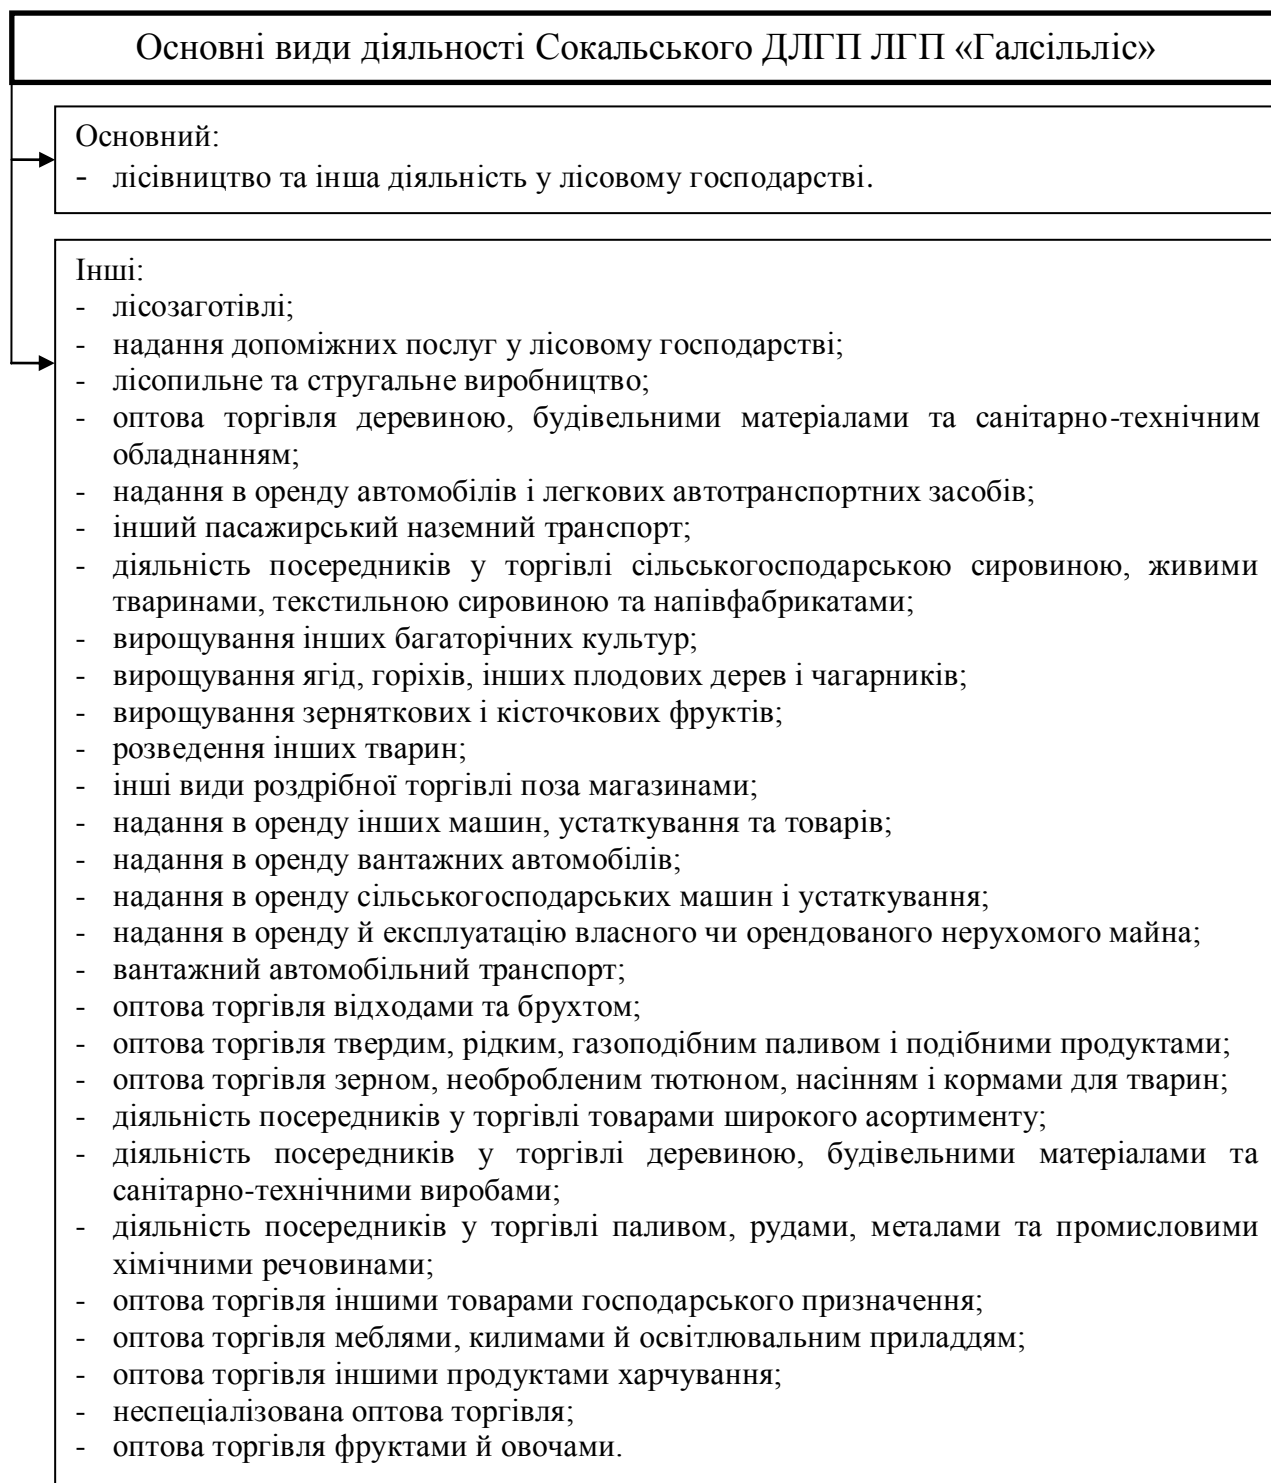 Основні види діяльності Сокальського ДЛГП ЛГП «Галсільліс»
Основний:
- лісівництво та інша діяльність у лісовому господарстві.
Інші:
- лісозаготівлі;
- надання допоміжних послуг у лісовому господарстві;
- лісопильне та стругальне виробництво;
- оптова торгівля деревиною, будівельними матеріалами та санітарно-технічним
обладнанням;
- надання в оренду автомобілів і легкових автотранспортних засобів;
- інший пасажирський наземний транспорт;
- діяльність посередників у торгівлі сільськогосподарською сировиною, живими
тваринами, текстильною сировиною та напівфабрикатами;
- вирощування інших багаторічних культур;
- вирощування ягід, горіхів, інших плодових дерев і чагарників;
- вирощування зерняткових і кісточкових фруктів;
- розведення інших тварин;
- інші види роздрібної торгівлі поза магазинами;
- надання в оренду інших машин, устаткування та товарів;
- надання в оренду вантажних автомобілів;
- надання в оренду сільськогосподарських машин і устаткування;
- надання в оренду й експлуатацію власного чи орендованого нерухомого майна;
- вантажний автомобільний транспорт;
- оптова торгівля відходами та брухтом;
- оптова торгівля твердим, рідким, газоподібним паливом і подібними продуктами;
- оптова торгівля зерном, необробленим тютюном, насінням і кормами для тварин;
- діяльність посередників у торгівлі товарами широкого асортименту;
- діяльність посередників у торгівлі деревиною, будівельними матеріалами та
санітарно-технічними виробами;
- діяльність посередників у торгівлі паливом, рудами, металами та промисловими
хімічними речовинами;
- оптова торгівля іншими товарами господарського призначення;
- оптова торгівля меблями, килимами й освітлювальним приладдям;
- оптова торгівля іншими продуктами харчування;
- неспеціалізована оптова торгівля;
- оптова торгівля фруктами й овочами.